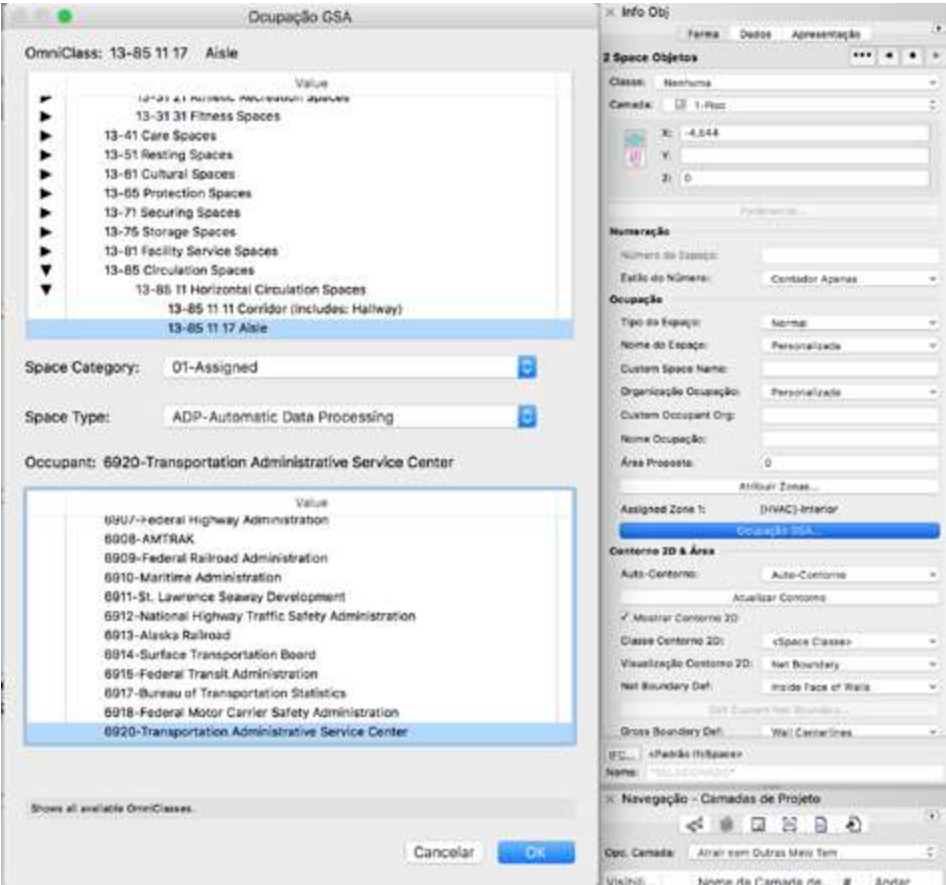 Ocupação GSA
OmniClass: 13-85 11 17 Aisle
Value
13-31 21 Athletic Recreation Spaces
13-31 31 Fitness Spaces
13-41 Care Spaces
13-51 Resting Spaces
13-61 Cultural Spaces
13-65 Protection Spaces
13-71 Securing Spaces
13-75 Storage Spaces
13-81 Facility Service Spaces
13-85 Circulation Spaces
13-85 11 Horizontal Circulation Spaces
13-85 11 11 Corridor (Includes: Hallway)
13-85 11 17 Aisle
Space Category: 01-Assigned
Space Type: ADP-Automatic Data Processing
Occupant: 6920-Transportation Administrative Service Center
Value
6907-Federal Highway Administration
6908-AMTRAK
6909-Federal Railroad Administration
6910-Maritime Administration
6911-St. Lawrence Seaway Development
6912-National Highway Traffic Safety Administration
6913-Alaska Railroad
6914-Surface Transportation Board
6915-Federal Transit Administration
6917-Bureau of Transportation Statistics
6918-Federal Motor Carrier Safety Administration
6920-Transportation Administrative Service Center
Shows all available OmniClasses.
Cancelar OK
Info Obj
Forma Dados Apresentação
2 Space Objetos
Classe: Nenhuma
Camada: 1-Piso
X: -4,644
Y:
Z: 0
Numeração
Número do Espaço:
Estilo do Número: Contador Apenas
Ocupação
Tipo do Espaço: Normal
Nome do Espaço: Personalizada
Custom Space Name:
Organização Ocupação: Personalizada
Custom Occupant Org:
Nome Ocupação:
Área Proposta: 0
Atribuir Zonas...
Assigned Zone 1: (HVAC)-Interior
Ocupação GSA...
Contorno 2D & Área
Auto-Contorno: Auto-Contorno
Atualizar Contorno
Mostrar Contorno 2D
Classe Contorno 2D: <Space Classe>
Visualização Contorno 2D: Net Boundary
Net Boundary Def: Inside Face of Walls
Gross Boundary Def: Wall Centerlines
IFC... <Padrão IfcSpace>
Nome:
Navegação - Camadas de Projeto
Opc. Camada:
Nome da Camada de... # Andar